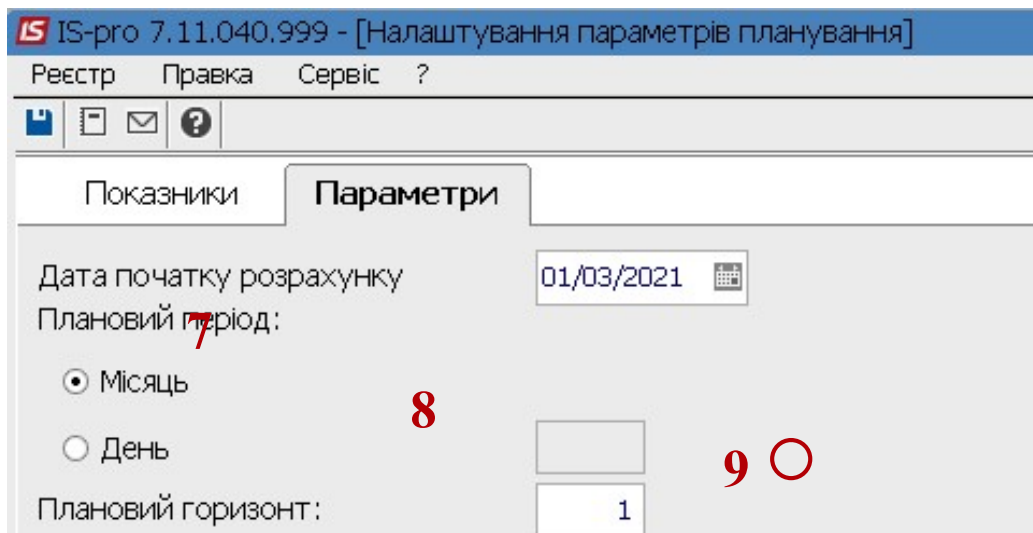 IS IS-pro 7.11.040.999 - [Налаштування параметрів планування]
Реєстр Правка Сервіс ?
?
Показники Параметри
Дата початку розрахунку 01/03/2021
Плановий період:
7
Місяць
8
День
9
Плановий горизонт: 1